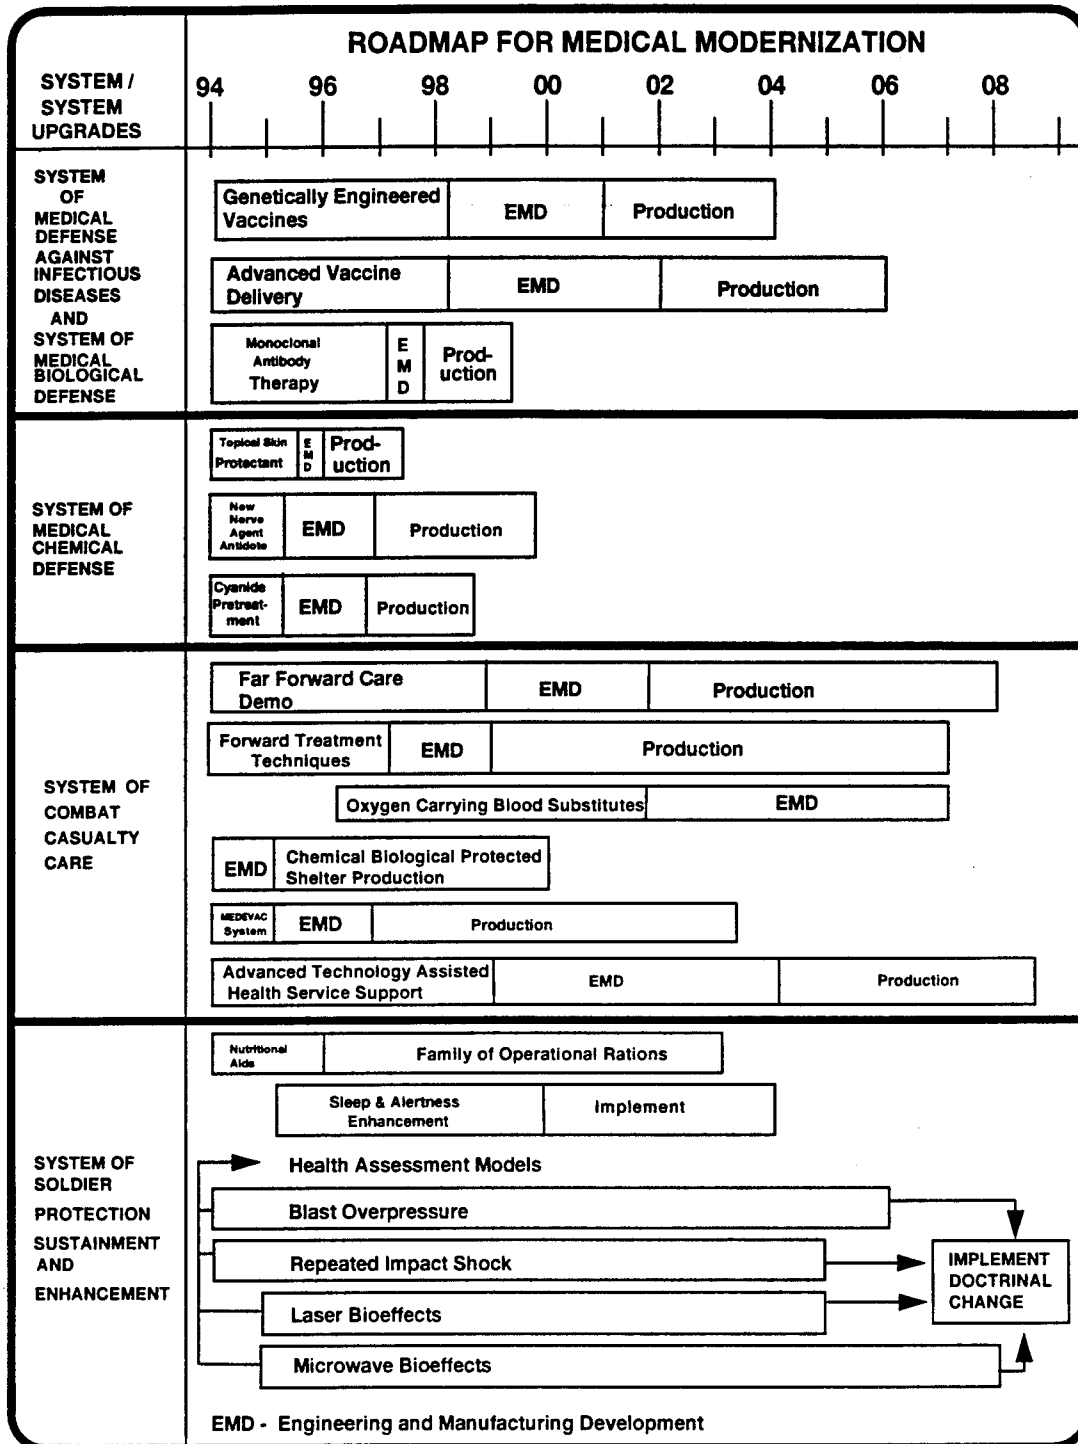 ROADMAP FOR MEDICAL MODERNIZATION
SYSTEM /
SYSTEM
UPGRADES
94 96 98 00 02 04 06 08
SYSTEM
OF
MEDICAL
DEFENSE
AGAINST
INFECTIOUS
DISEASES
AND
SYSTEM OF
MEDICAL
BIOLOGICAL
DEFENSE
Genetically Engineered
Vaccines
EMD
Production
Advanced Vaccine
Delivery
EMD
Production
Monoclonal
Antibody
Therapy
E
M
D
Prod-
uction
SYSTEM OF
MEDICAL
CHEMICAL
DEFENSE
Topical Skin
Protectant
E
M
D
Prod-
uction
New
Nerve
Agent
Antidote
EMD
Production
Cyanide
Pretreat-
ment
EMD
Production
SYSTEM OF
COMBAT
CASUALTY
CARE
Far Forward Care
Demo
EMD
Production
Forward Treatment
Techniques
EMD
Production
Oxygen Carrying Blood Substitutes
EMD
EMD
Chemical Biological Protected
Shelter Production
MEDEVAC
System
EMD
Production
Advanced Technology Assisted
Health Service Support
EMD
Production
SYSTEM OF
SOLDIER
PROTECTION
SUSTAINMENT
AND
ENHANCEMENT
Nutritional
Aids
Family of Operational Rations
Sleep & Alertness
Enhancement
Implement
Health Assessment Models
Blast Overpressure
Repeated Impact Shock
Laser Bioeffects
Microwave Bioeffects
IMPLEMENT
DOCTRINAL
CHANGE
EMD - Engineering and Manufacturing Development